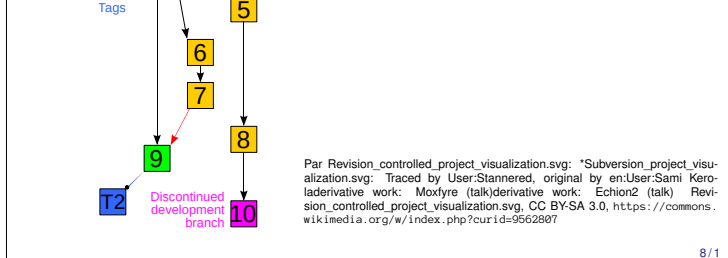 Tags
5
6
7
8
9
T2
Discontinued
development
branch
10
Par Revision_controlled_project_visualization.svg: *Subversion_project_visu-
alization.svg: Traced by User:Stannered, original by en:User:Sami Kero-
laderivative work: Moxfyre (talk)derivative work: Echion2 (talk) Revi-
sion_controlled_project_visualization.svg, CC BY-SA 3.0, https://commons.
wikimedia.org/w/index.php?curid=9562807
8/1